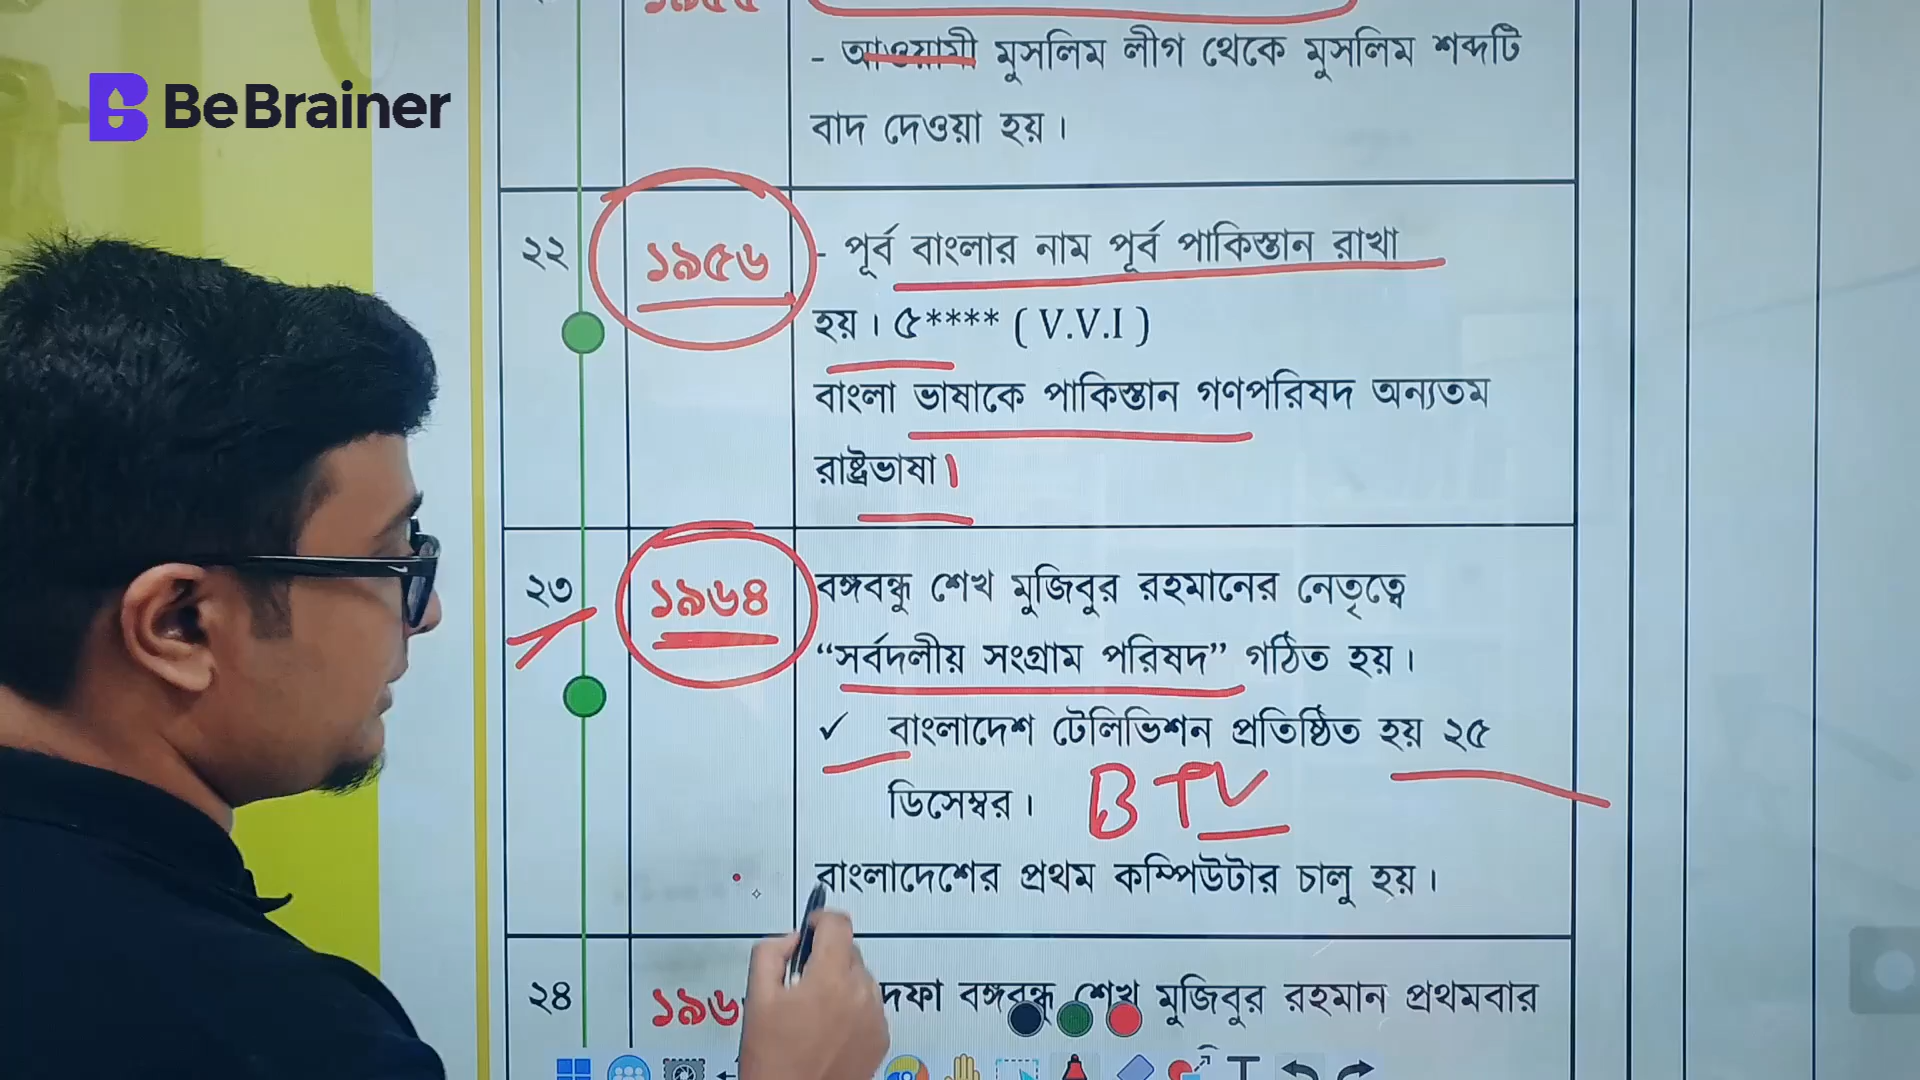 BeBrainer
১৯৫৫
- আওয়ামী মুসলিম লীগ থেকে মুসলিম শব্দটি
বাদ দেওয়া হয়।
২২
১৯৫৬
- পূর্ব বাংলার নাম পূর্ব পাকিস্তান রাখা
হয়। ৫**** ( V.V.I )
বাংলা ভাষাকে পাকিস্তান গণপরিষদ অন্যতম
রাষ্ট্রভাষা।
২৩
১৯৬৪
বঙ্গবন্ধু শেখ মুজিবুর রহমানের নেতৃত্বে
“সর্বদলীয় সংগ্রাম পরিষদ” গঠিত হয়।
✓ বাংলাদেশ টেলিভিশন প্রতিষ্ঠিত হয় ২৫
ডিসেম্বর। BTV
বাংলাদেশের প্রথম কম্পিউটার চালু হয়।
২৪
দফা বঙ্গবন্ধু শেখ মুজিবুর রহমান প্রথমবার